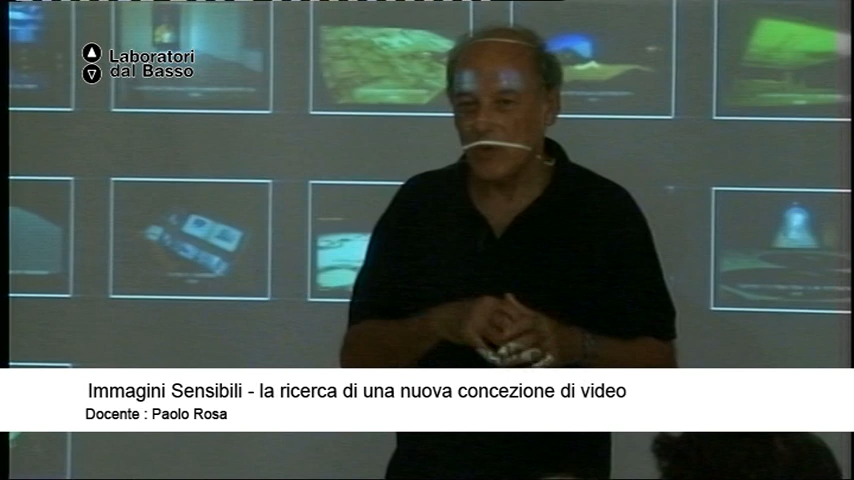 Laboratori
dal Basso
Immagini Sensibili - la ricerca di una nuova concezione di video
Docente : Paolo Rosa